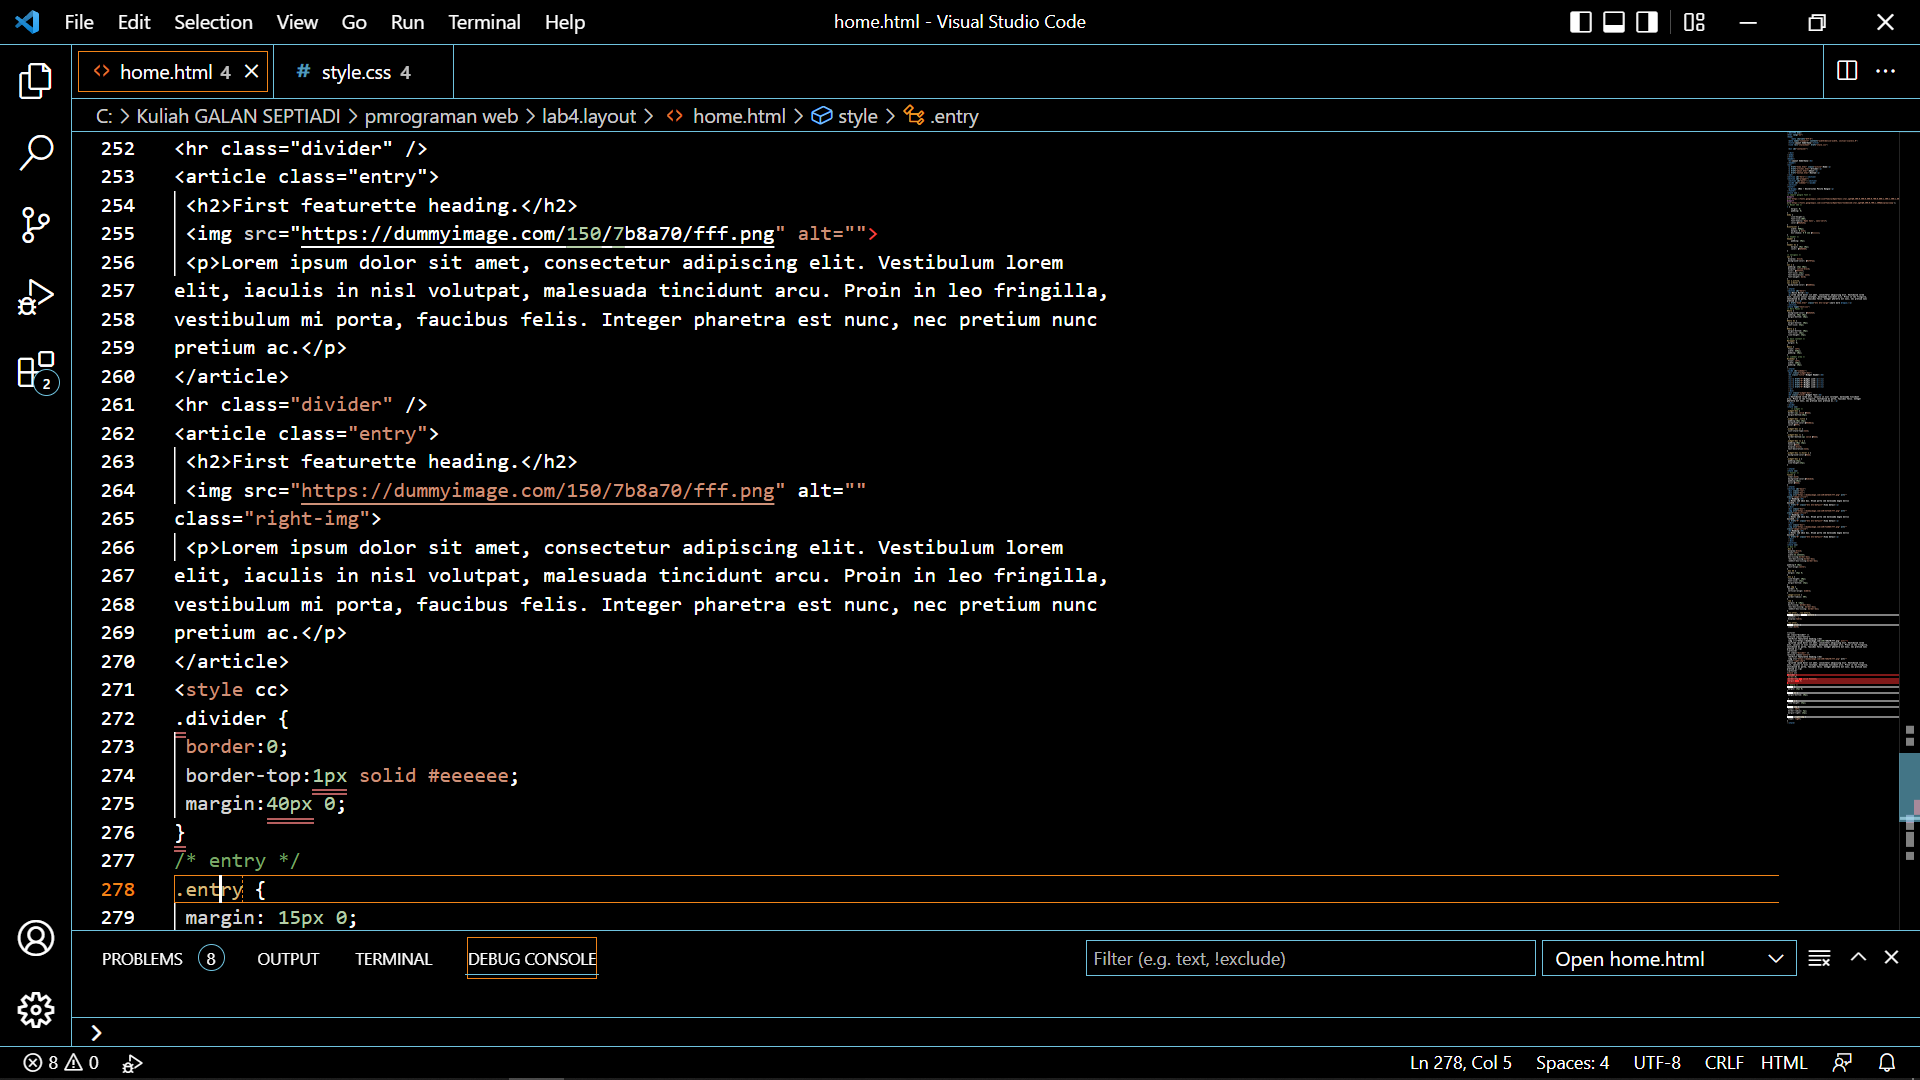 File Edit Selection View Go Run Terminal Help
home.html - Visual Studio Code
home.html 4
# style.css 4
C: > Kuliah GALAN SEPTIADI > pmrograman web > lab4.layout > <> home.html > style > .entry
252 <hr class="divider" />
253 <article class="entry">
254 <h2>First featurette heading.</h2>
255 <img src="https://dummyimage.com/150/7b8a70/fff.png" alt="">
256 <p>Lorem ipsum dolor sit amet, consectetur adipiscing elit. Vestibulum lorem
257 elit, iaculis in nisl volutpat, malesuada tincidunt arcu. Proin in leo fringilla,
258 vestibulum mi porta, faucibus felis. Integer pharetra est nunc, nec pretium nunc
259 pretium ac.</p>
260 </article>
261 <hr class="divider" />
262 <article class="entry">
263 <h2>First featurette heading.</h2>
264 <img src="https://dummyimage.com/150/7b8a70/fff.png" alt=""
265 class="right-img">
266 <p>Lorem ipsum dolor sit amet, consectetur adipiscing elit. Vestibulum lorem
267 elit, iaculis in nisl volutpat, malesuada tincidunt arcu. Proin in leo fringilla,
268 vestibulum mi porta, faucibus felis. Integer pharetra est nunc, nec pretium nunc
269 pretium ac.</p>
270 </article>
271 <style cc>
272 .divider {
273 border:0;
274 border-top:1px solid #eeeeee;
275 margin:40px 0;
276 }
277 /* entry */
278 .entry {
279 margin: 15px 0;
2
PROBLEMS 8 OUTPUT TERMINAL DEBUG CONSOLE
Filter (e.g. text, !exclude)
Open home.html
8 0
Ln 278, Col 5 Spaces: 4 UTF-8 CRLF HTML